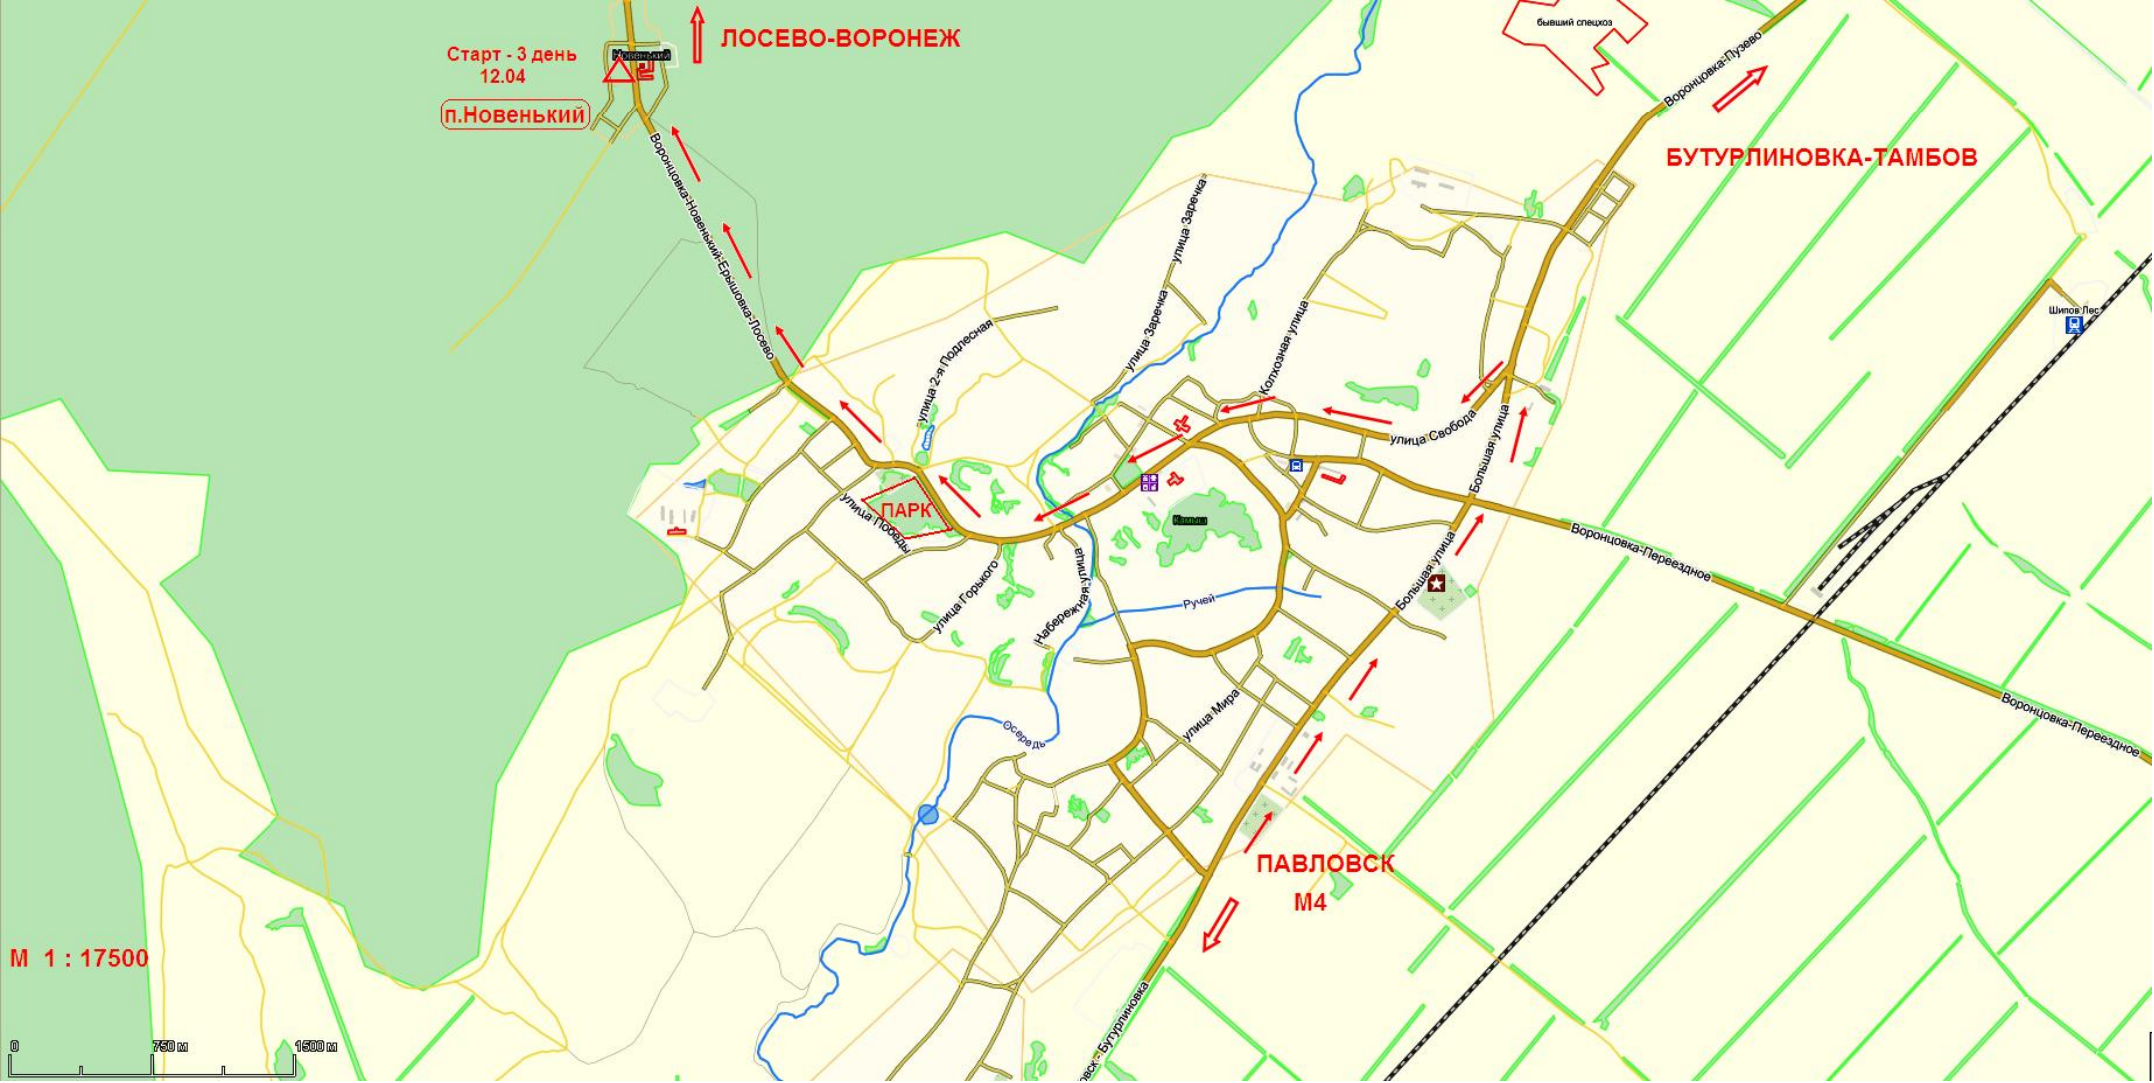 бывший спецхоз
ЛОСЕВО-ВОРОНЕЖ
Старт - 3 день
12.04
Новенький
п.Новенький
Воронцовка-Пузево
БУТУРЛИНОВКА-ТАМБОВ
Воронцовка-Новенький-Ерышовка-Лосево
улица Заречка
улица Заречка
улица 2-я Подлесная
Колхозная улица
Шипов Лес
улица Свобода
Большая улица
ПАРК
улица Победы
Камыш
Воронцовка-Переездное
Большая улица
улица Горького
Набережная улица
Ручей
Осередь
улица Мира
Воронцовка-Переездное
ПАВЛОВСК
М4
М 1 : 17500
0 750 м 1500 м
овск - Бутурлиновка